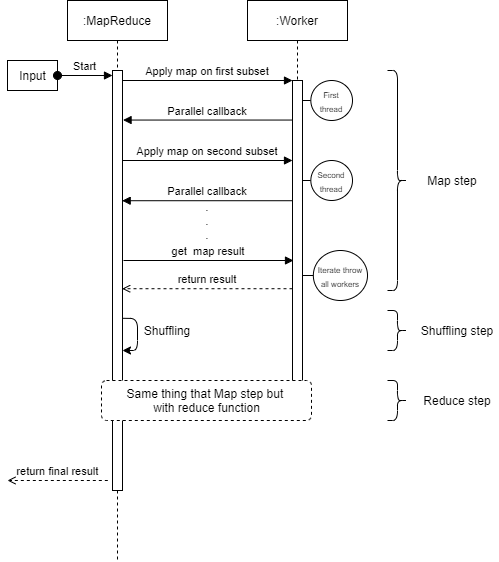 :MapReduce
:Worker
Input
Start
Apply map on first subset
First
thread
Parallel callback
Apply map on second subset
Second
thread
Map step
Parallel callback
.
.
.
get map result
Iterate throw
all workers
return result
Shuffling
Shuffling step
Same thing that Map step but
with reduce function
Reduce step
return final result